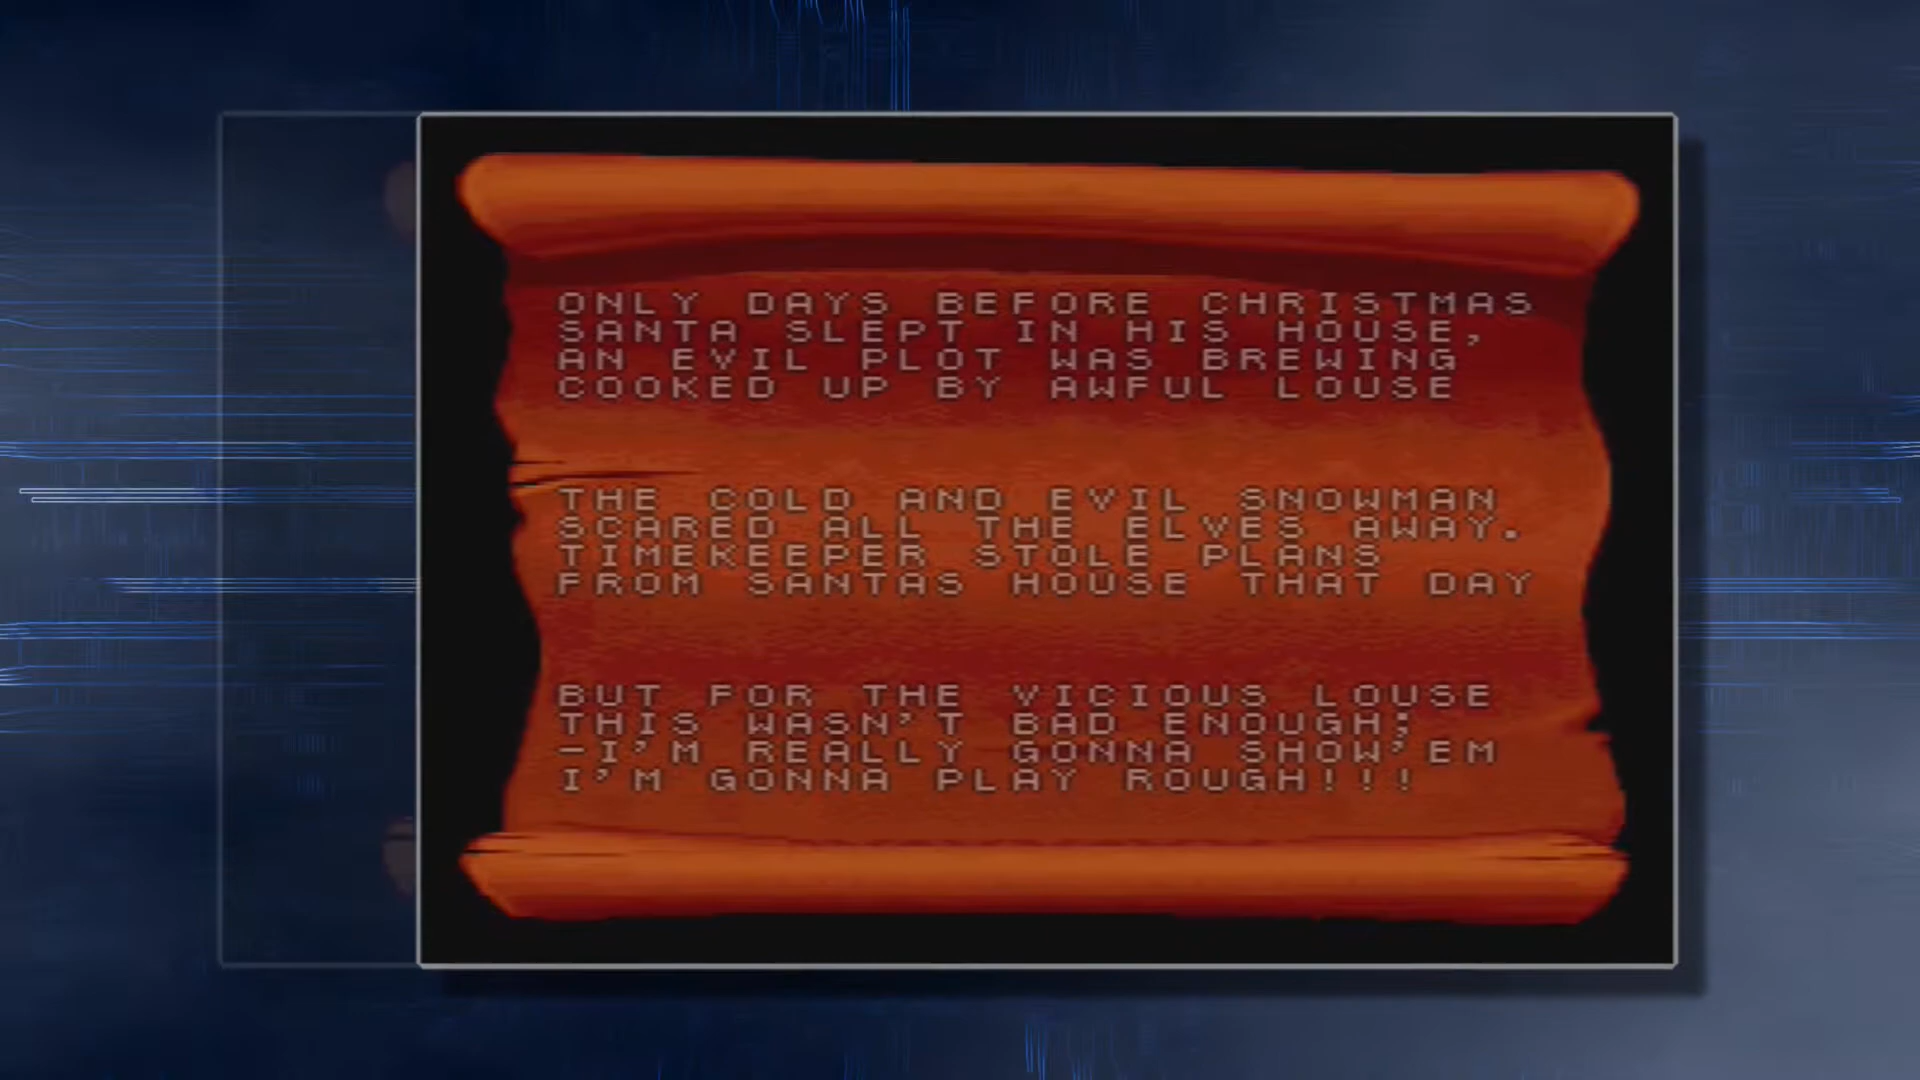 ONLY DAYS BEFORE CHRISTMAS
SANTA SLEPT IN HIS HOUSE,
AN EVIL PLOT WAS BREWING
COOKED UP BY AWFUL LOUSE
THE COLD AND EVIL SNOWMAN
SCARED ALL THE ELVES AWAY.
TIMEKEEPER STOLE PLANS
FROM SANTAS HOUSE THAT DAY
BUT FOR THE VICIOUS LOUSE
THIS WASN'T BAD ENOUGH;
-I'M REALLY GONNA SHOW'EM
I'M GONNA PLAY ROUGH!!!